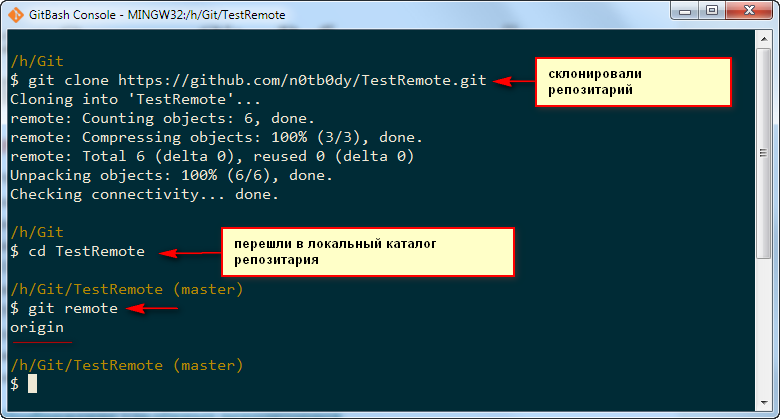 GitBash Console - MINGW32:/h/Git/TestRemote
/h/Git
$ git clone https://github.com/n0tb0dy/TestRemote.git
склонировали
репозитарий
Cloning into 'TestRemote'...
remote: Counting objects: 6, done.
remote: Compressing objects: 100% (3/3), done.
remote: Total 6 (delta 0), reused 0 (delta 0)
Unpacking objects: 100% (6/6), done.
Checking connectivity... done.
/h/Git
$ cd TestRemote
перешли в локальный каталог
репозитария
/h/Git/TestRemote (master)
$ git remote
origin
/h/Git/TestRemote (master)
$